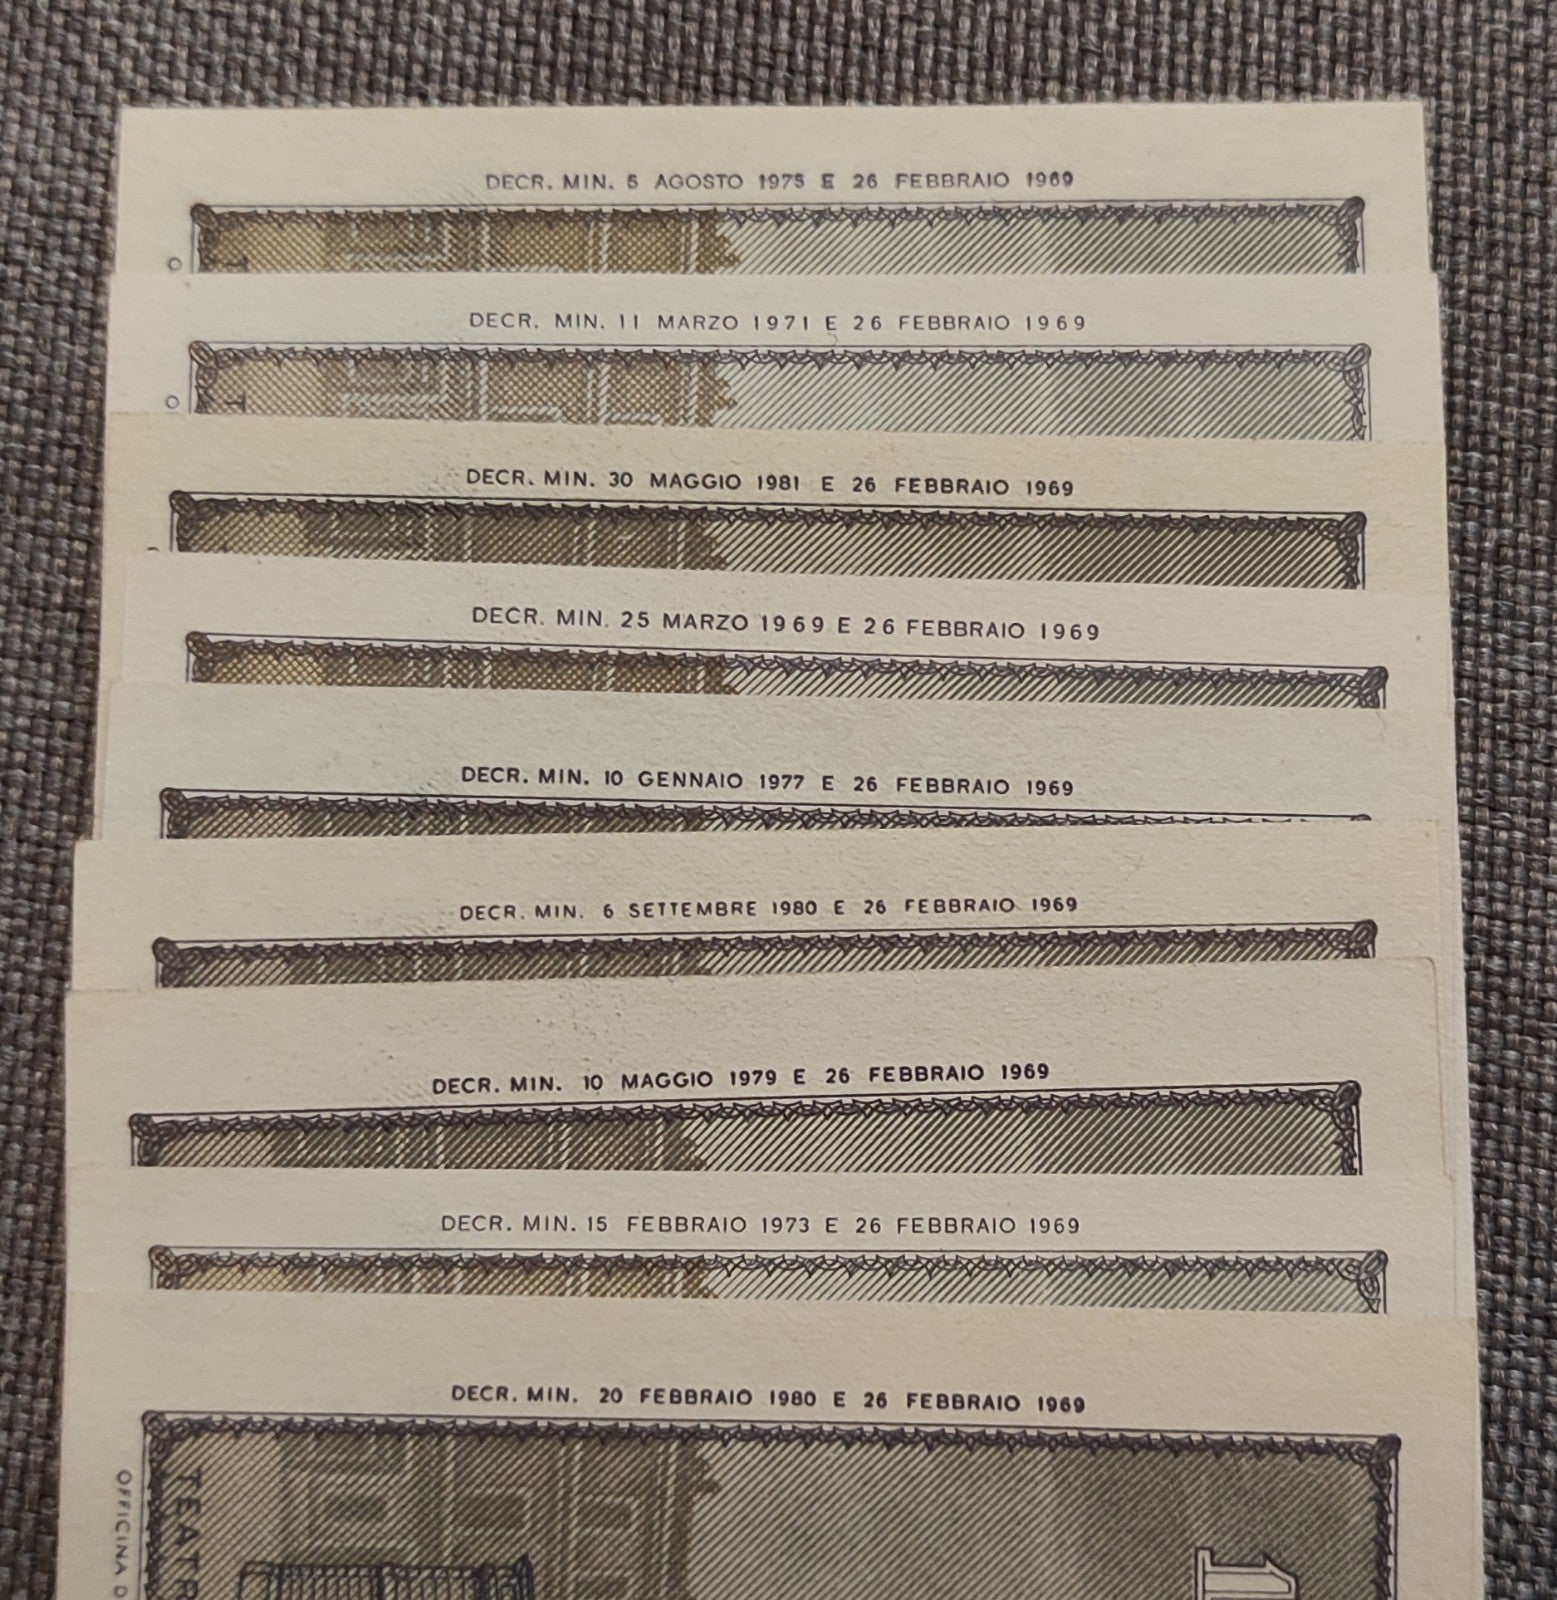 DECR. MIN. 5 AGOSTO 1975 E 26 FEBBRAIO 1969
O T
DECR. MIN. 11 MARZO 1971 E 26 FEBBRAIO 1969
O T
DECR. MIN. 30 MAGGIO 1981 E 26 FEBBRAIO 1969
DECR. MIN. 25 MARZO 1969 E 26 FEBBRAIO 1969
DECR. MIN. 10 GENNAIO 1977 E 26 FEBBRAIO 1969
DECR. MIN. 6 SETTEMBRE 1980 E 26 FEBBRAIO 1969
DECR. MIN. 10 MAGGIO 1979 E 26 FEBBRAIO 1969
DECR. MIN. 15 FEBBRAIO 1973 E 26 FEBBRAIO 1969
DECR. MIN. 20 FEBBRAIO 1980 E 26 FEBBRAIO 1969
OFFICINA D
TEATR
1